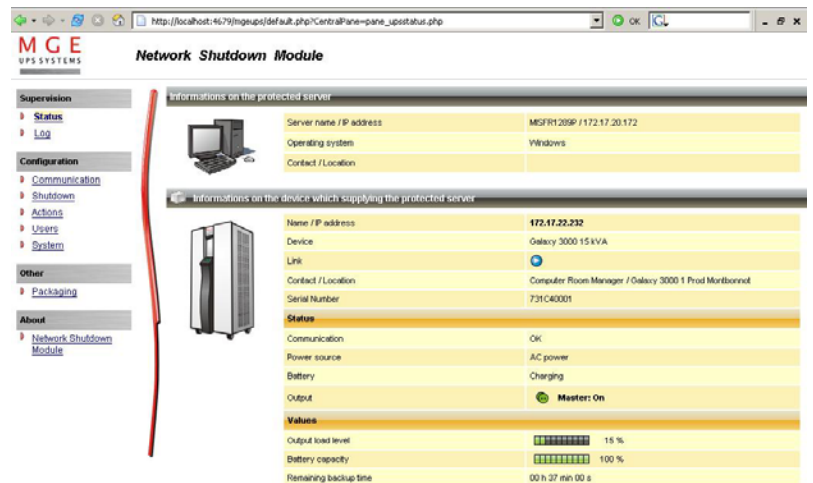 http://localhost:4679/mgeups/default.php?CentralPane=pane_upsstatus.php
OK
G
MGE
UPS SYSTEMS
Network Shutdown Module
Supervision
Status
Log
Configuration
Communication
Shutdown
Actions
Users
System
Other
Packaging
About
Network Shutdown
Module
Informations on the protected server
Server name / IP address MISFR1209P / 172.17.20.172
Operating system Windows
Contact / Location
Informations on the device which supplying the protected server
Name / IP address 172.17.22.232
Device Galaxy 3000 15 kVA
Link
Contact / Location Computer Room Manager / Galaxy 3000 1 Prod Montbonnot
Serial Number 731C40001
Status
Communication OK
Power source AC power
Battery Charging
Output Master: On
Values
Output load level 15 %
Battery capacity 100 %
Remaining backup time 00 h 37 min 00 s